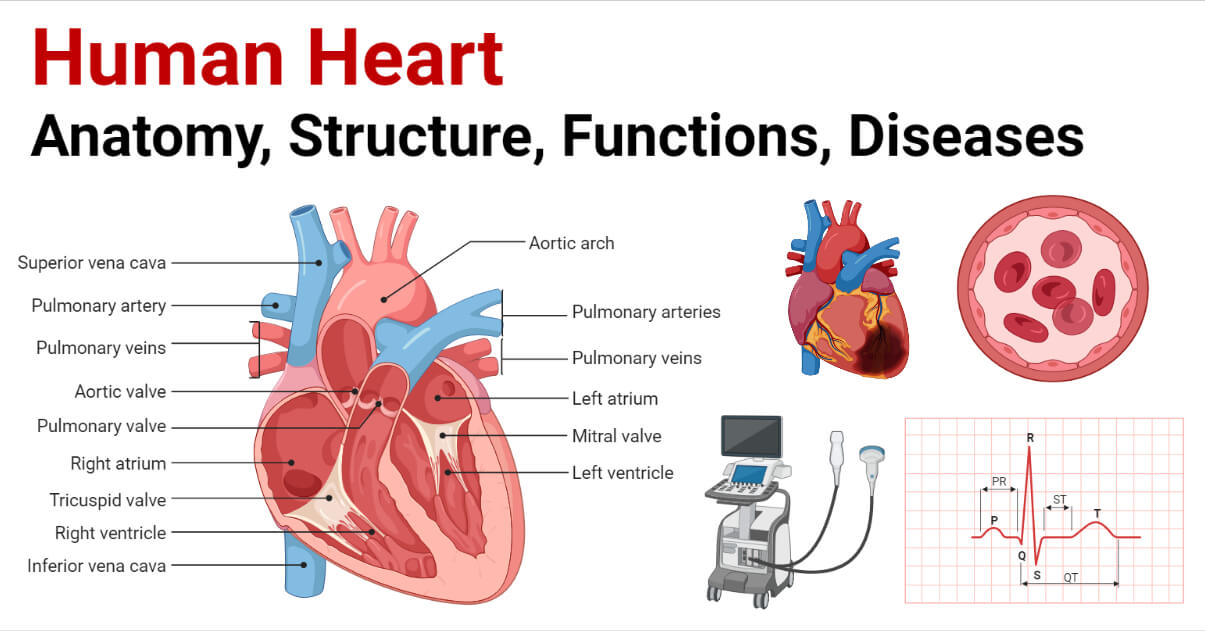 Human Heart
Anatomy, Structure, Functions, Diseases
Superior vena cava
Pulmonary artery
Pulmonary veins
Aortic valve
Pulmonary valve
Right atrium
Tricuspid valve
Right ventricle
Inferior vena cava
Aortic arch
Pulmonary arteries
Pulmonary veins
Left atrium
Mitral valve
Left ventricle
R
PR
ST
P
T
Q
S
QT